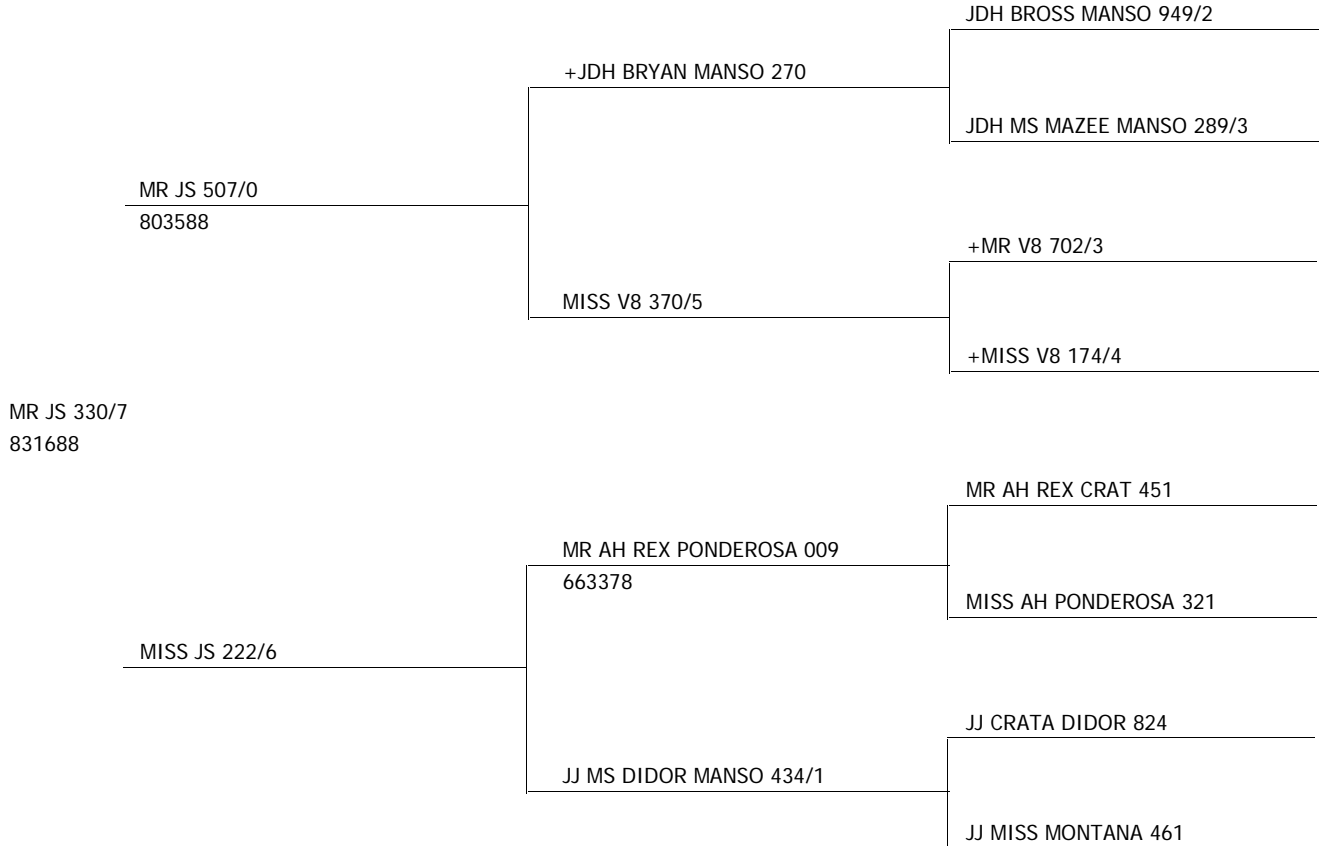 JDH BROSS MANSO 949/2
+JDH BRYAN MANSO 270
JDH MS MAZEE MANSO 289/3
MR JS 507/0
803588
+MR V8 702/3
MISS V8 370/5
+MISS V8 174/4
MR JS 330/7
831688
MR AH REX CRAT 451
MR AH REX PONDEROSA 009
663378
MISS AH PONDEROSA 321
MISS JS 222/6
JJ CRATA DIDOR 824
JJ MS DIDOR MANSO 434/1
JJ MISS MONTANA 461